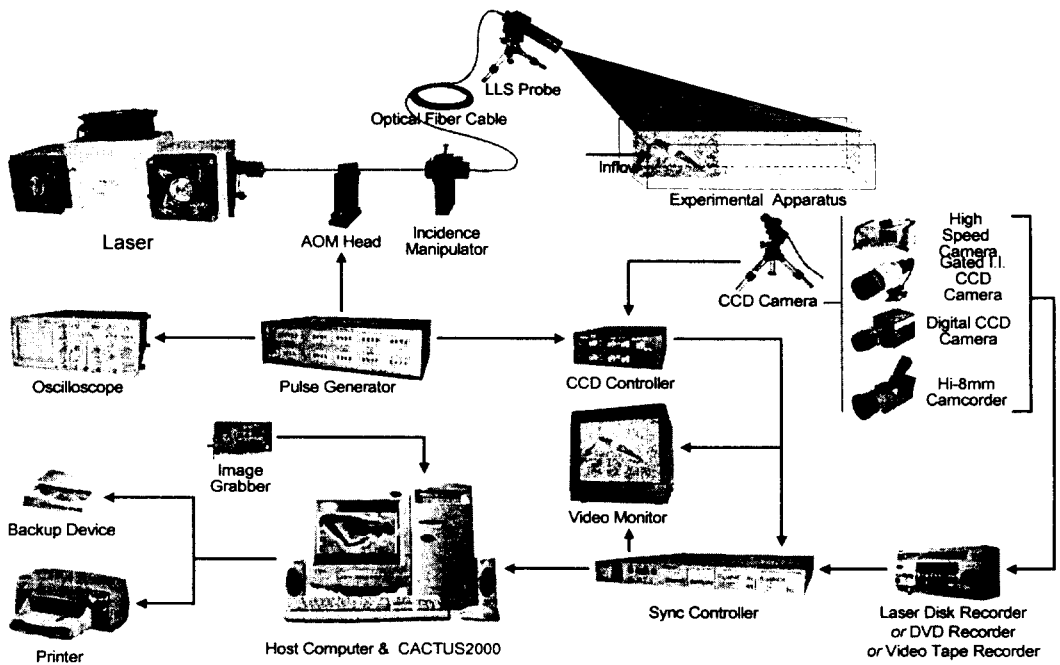 LLS Probe
Optical Fiber Cable
Inflow
Experimental Apparatus
Laser
AOM Head
Incidence
Manipulator
CCD Camera
High
Speed
Camera
Gated I.I.
CCD
Camera
Digital CCD
Camera
Hi-8mm
Camcorder
Oscilloscope
Pulse Generator
CCD Controller
Image
Grabber
Video Monitor
Backup Device
Printer
Host Computer & CACTUS2000
Sync Controller
Laser Disk Recorder
or DVD Recorder
or Video Tape Recorder